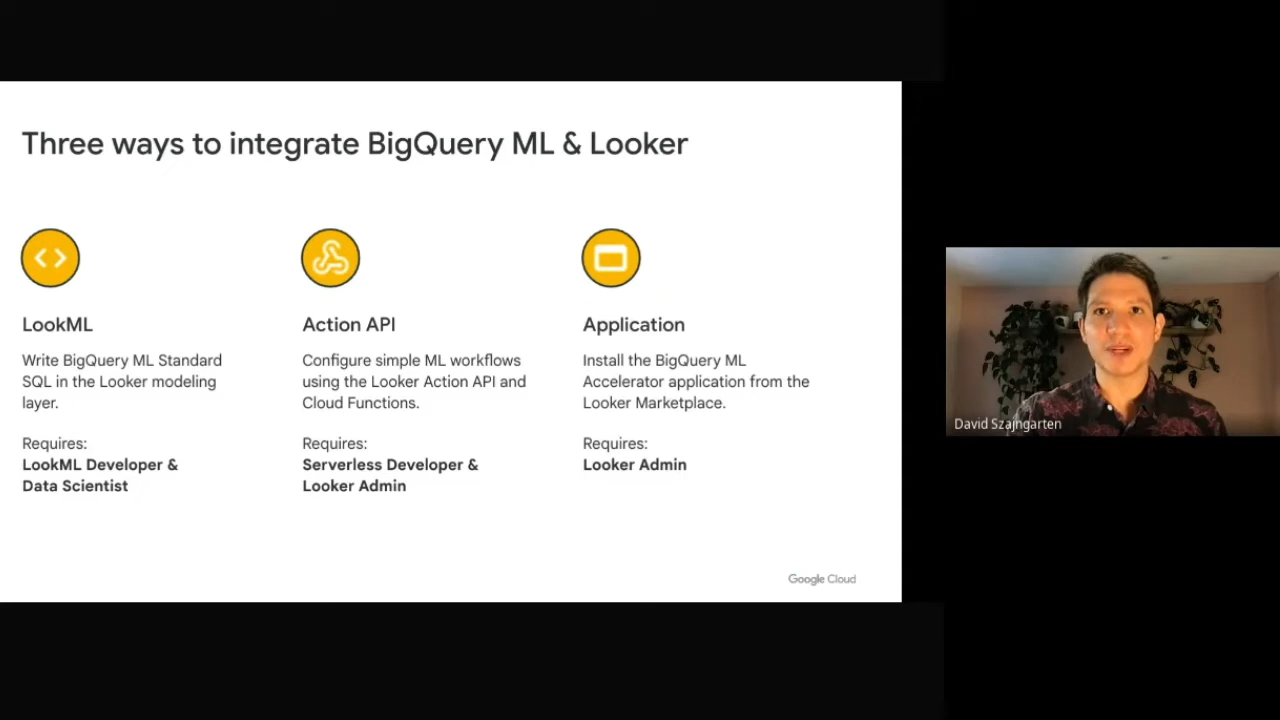 Three ways to integrate BigQuery ML & Looker
LookML
Write BigQuery ML Standard
SQL in the Looker modeling
layer.
Requires:
LookML Developer &
Data Scientist
Action API
Configure simple ML workflows
using the Looker Action API and
Cloud Functions.
Requires:
Serverless Developer &
Looker Admin
Application
Install the BigQuery ML
Accelerator application from the
Looker Marketplace.
Requires:
Looker Admin
Google Cloud
David Szajngarten